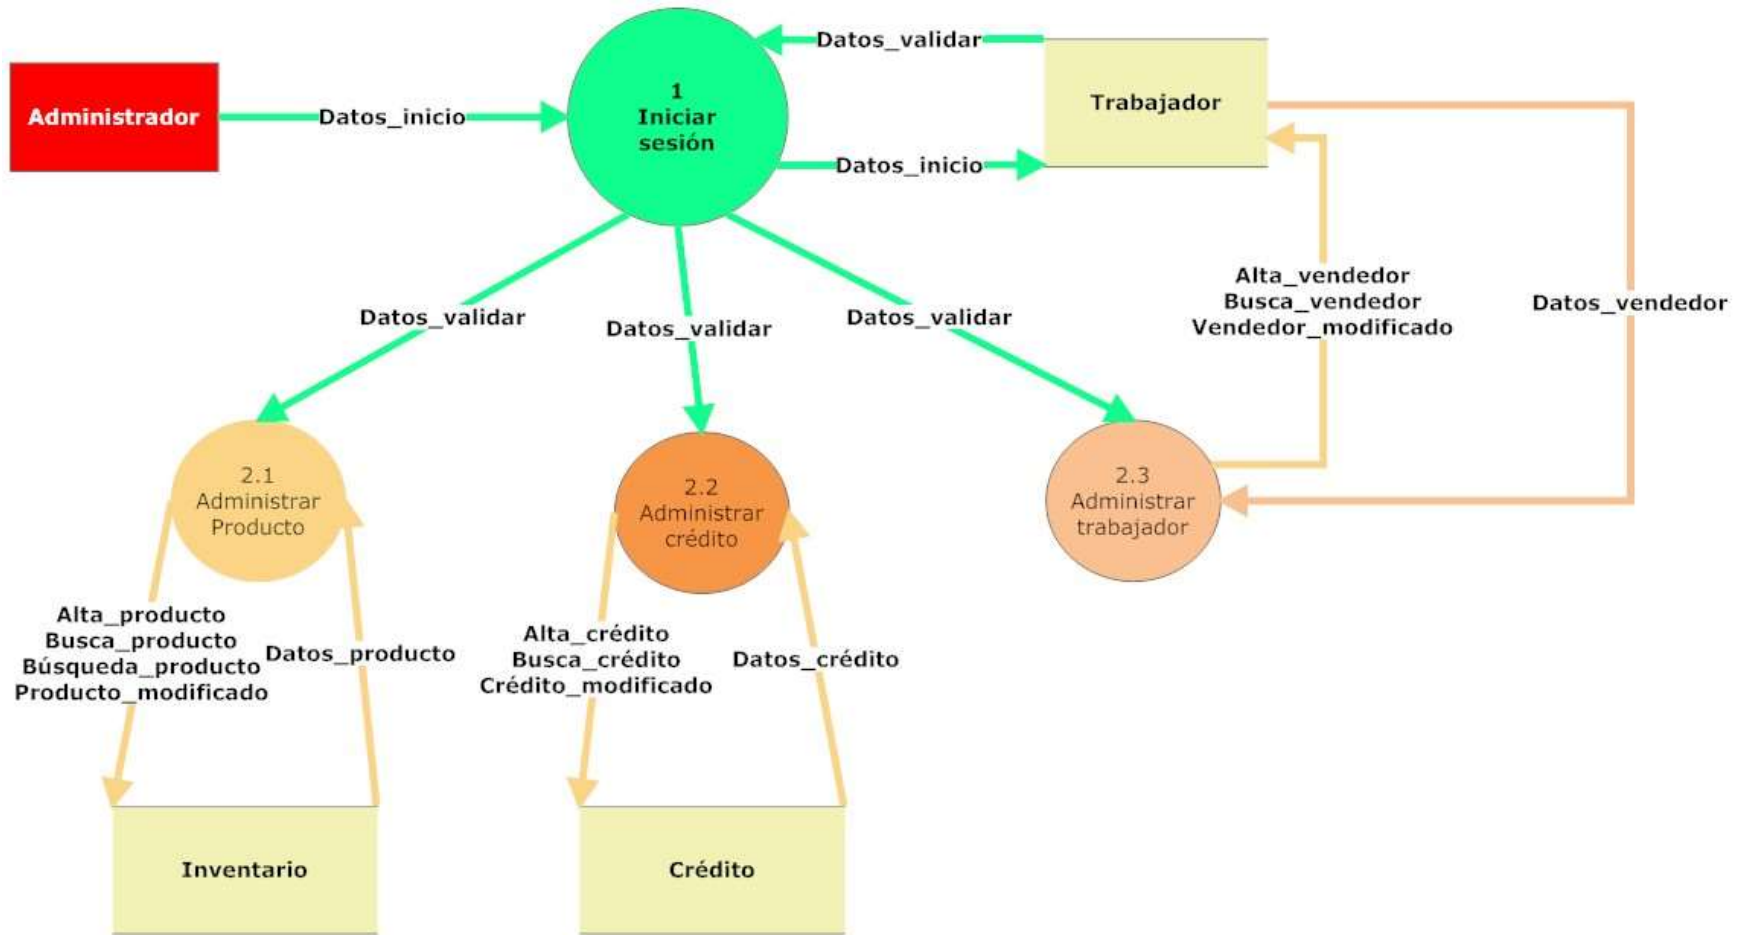 Datos_validar
1
Iniciar
sesión
Trabajador
Administrador
Datos_inicio
Datos_inicio
Alta_vendedor
Busca_vendedor
Vendedor_modificado
Datos_vendedor
Datos_validar
Datos_validar
Datos_validar
2.1
Administrar
Producto
2.2
Administrar
crédito
2.3
Administrar
trabajador
Alta_producto
Busca_producto
Búsqueda_producto
Producto_modificado
Datos_producto
Alta_crédito
Busca_crédito
Crédito_modificado
Datos_crédito
Inventario
Crédito